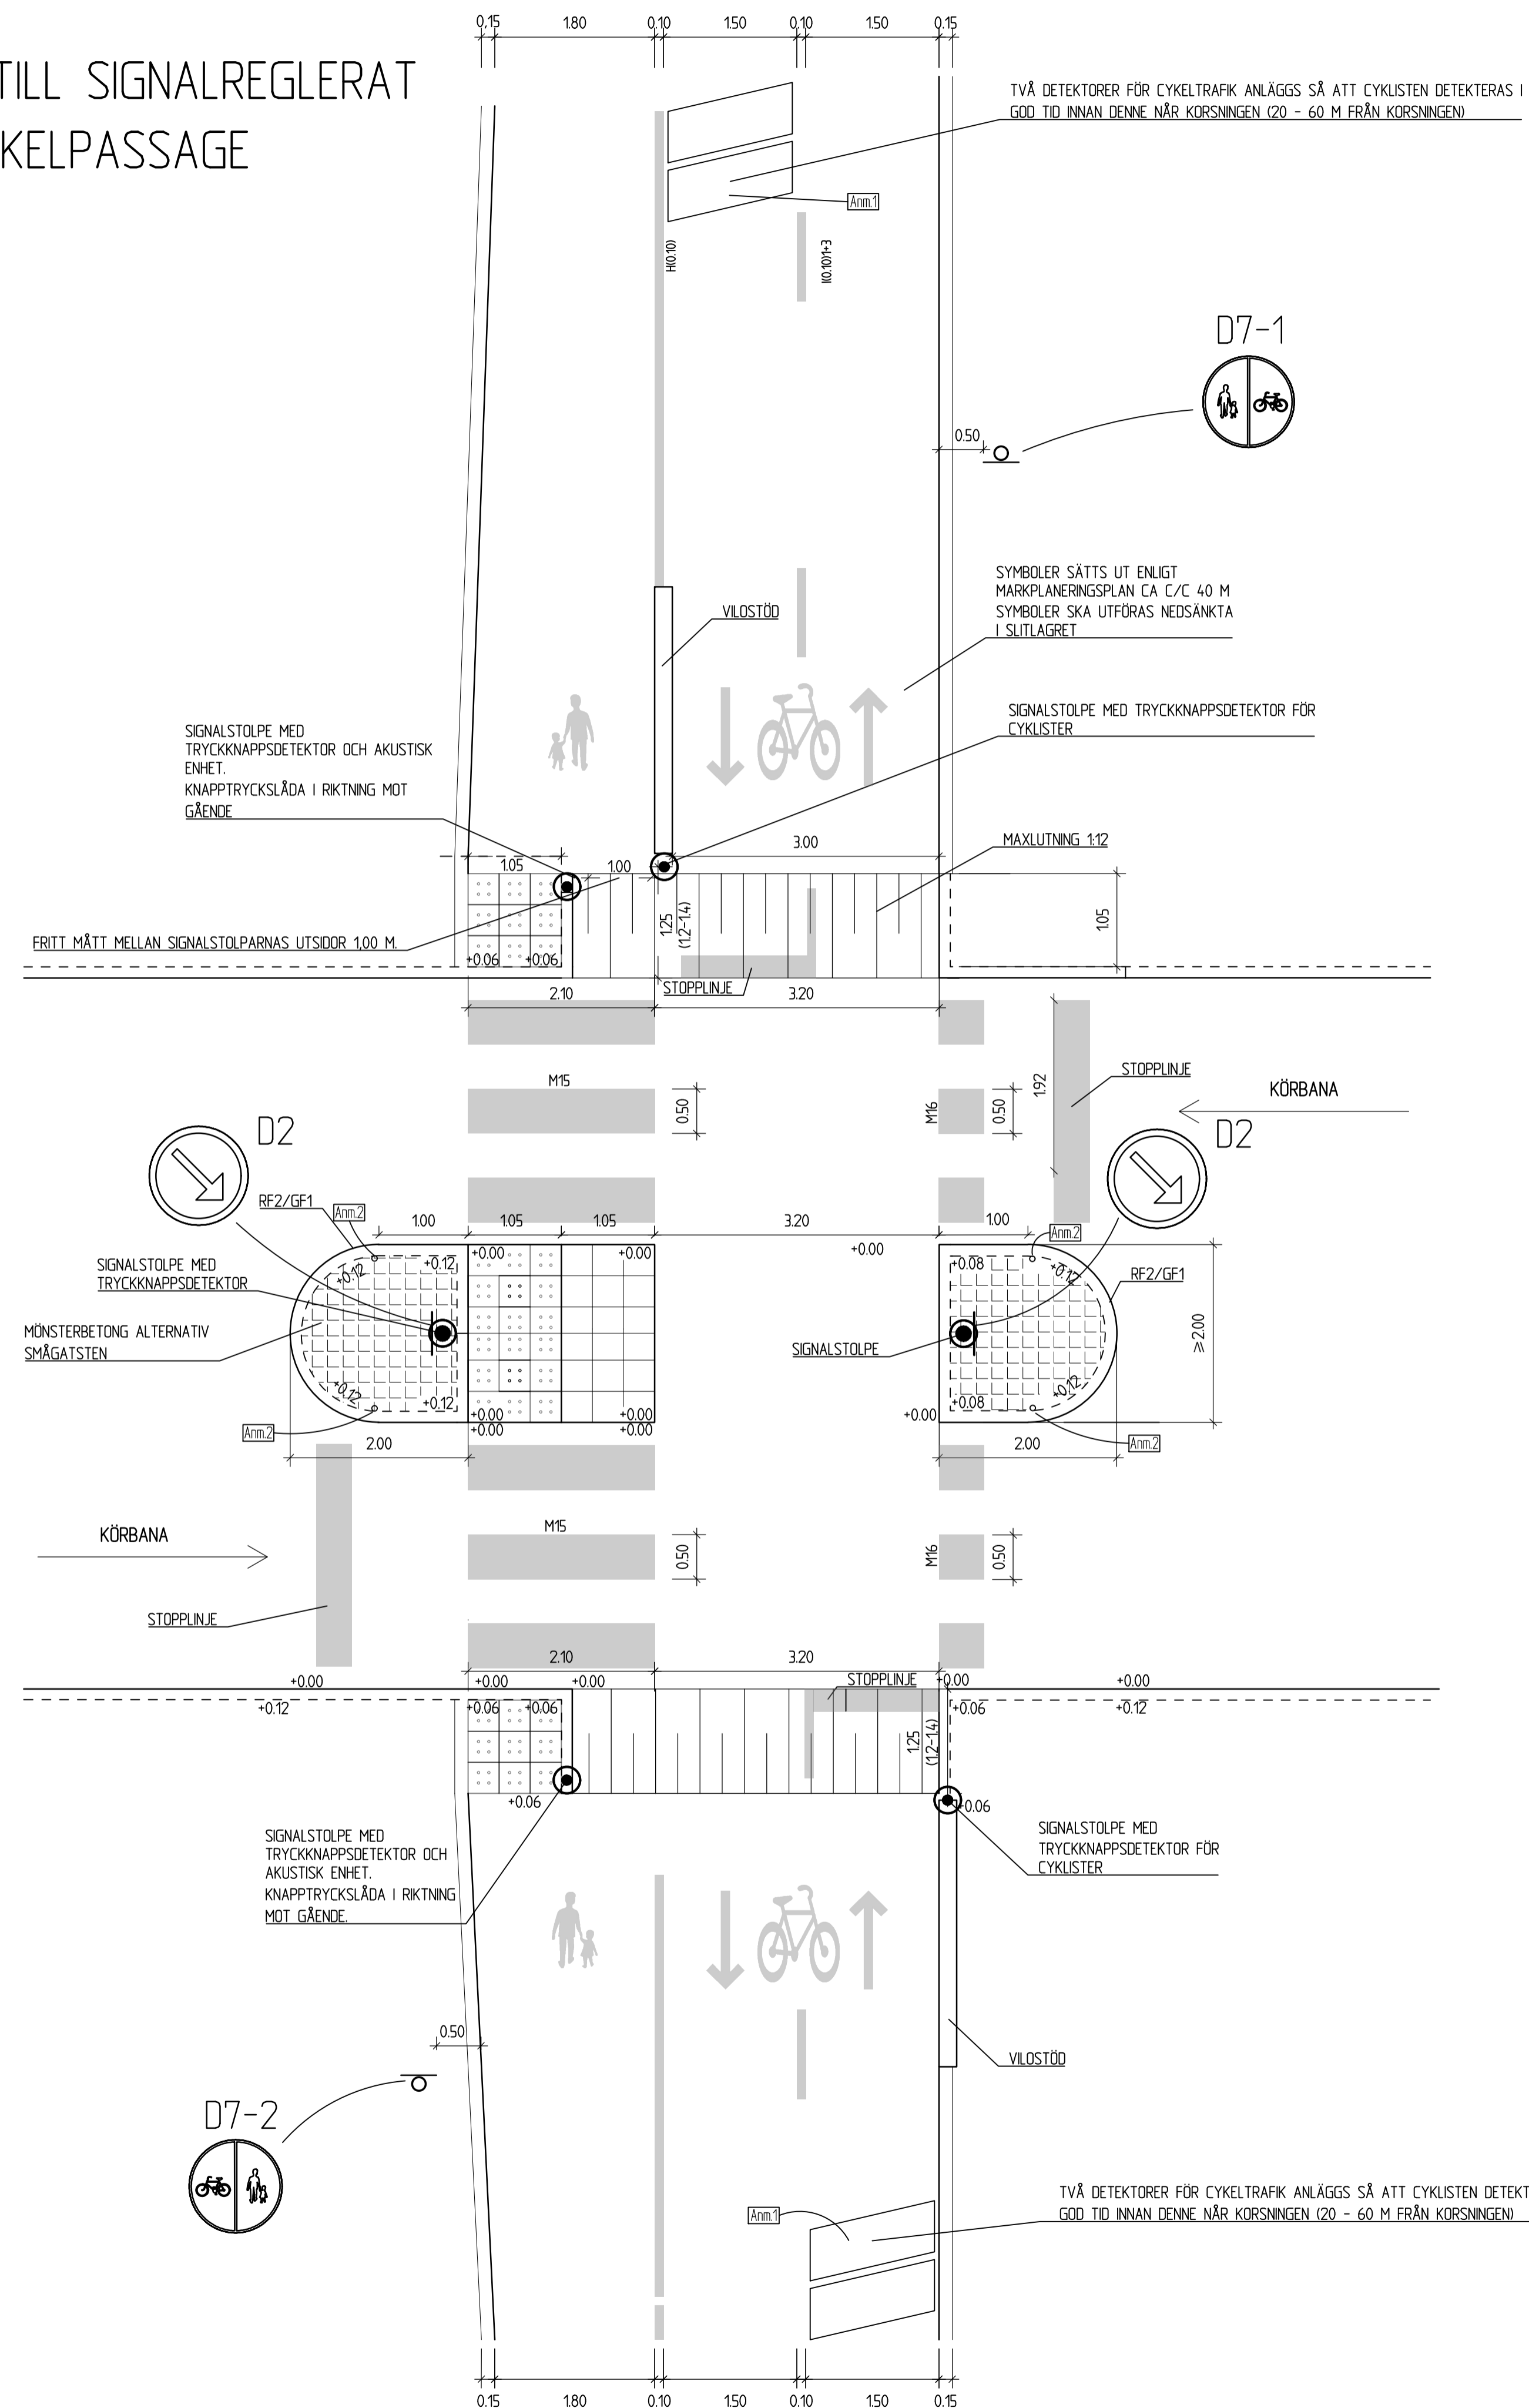 0,15 1.80 0.10 1.50 0.10 1.50 0.15
TILL SIGNALREGLERAT
KELPASSAGE
TVÅ DETEKTORER FÖR CYKELTRAFIK ANLÄGGS SÅ ATT CYKLISTEN DETEKTERAS I
GOD TID INNAN DENNE NÅR KORSNINGEN (20 - 60 M FRÅN KORSNINGEN)
Anm.1
H(0.10)
I(0.10)1+3
D7-1
0.50
SYMBOLER SÄTTS UT ENLIGT
MARKPLANERINGSPLAN CA C/C 40 M
SYMBOLER SKA UTFÖRAS NEDSÄNKTA
I SLITLAGRET
VILOSTÖD
SIGNALSTOLPE MED TRYCKKNAPPSDETEKTOR FÖR
CYKLISTER
SIGNALSTOLPE MED
TRYCKKNAPPSDETEKTOR OCH AKUSTISK
ENHET.
KNAPPTRYCKSLÅDA I RIKTNING MOT
GÅENDE
3.00
MAXLUTNING 1:12
1.05
1.00
1.25
(1.2-1.4)
1.05
FRITT MÅTT MELLAN SIGNALSTOLPARNAS UTSIDOR 1,00 M.
+0.06 +0.06
STOPPLINJE
2.10 3.20
M15
0.50
M16
0.50
1.92
STOPPLINJE
KÖRBANA
D2
D2
RF2/GF1
Anm.2
1.00 1.05 1.05 3.20 1.00
Anm.2
+0.00 +0.00 +0.00
+0.12 +0.12
+0.08 +0.12
RF2/GF1
SIGNALSTOLPE MED
TRYCKKNAPPSDETEKTOR
MÖNSTERBETONG ALTERNATIV
SMÅGATSTEN
SIGNALSTOLPE
≥2.00
+0.12 +0.12
+0.00 +0.00
+0.00 +0.00
+0.00 +0.08 +0.12
Anm.2
2.00
2.00
Anm.2
M15
0.50
M16
0.50
KÖRBANA
STOPPLINJE
2.10 3.20
STOPPLINJE
+0.00 +0.00 +0.00 +0.00 +0.00
+0.12 +0.06 +0.06 +0.06 +0.12
1.25
(1.2-1.4)
+0.06 +0.06
SIGNALSTOLPE MED
TRYCKKNAPPSDETEKTOR OCH
AKUSTISK ENHET.
KNAPPTRYCKSLÅDA I RIKTNING
MOT GÅENDE.
SIGNALSTOLPE MED
TRYCKKNAPPSDETEKTOR FÖR
CYKLISTER
0.50
VILOSTÖD
D7-2
TVÅ DETEKTORER FÖR CYKELTRAFIK ANLÄGGS SÅ ATT CYKLISTEN DETEKT
GOD TID INNAN DENNE NÅR KORSNINGEN (20 - 60 M FRÅN KORSNINGEN)
Anm.1
0.15 1.80 0.10 1.50 0.10 1.50 0.15